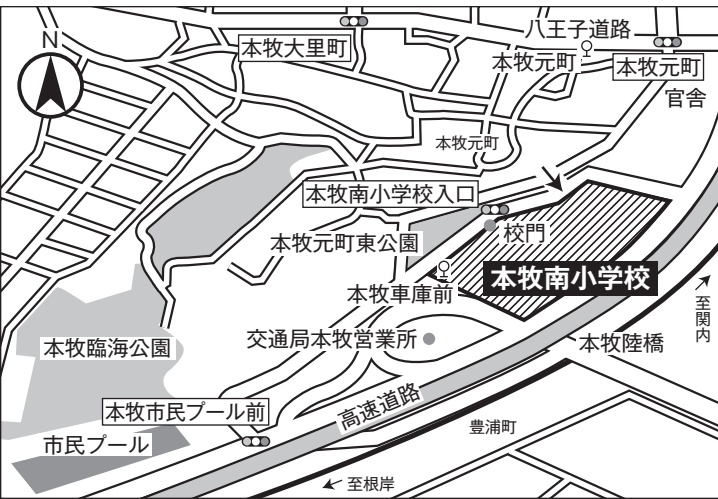 N
八王子道路
本牧大里町
本牧元町
本牧元町
官舎
本牧元町
本牧南小学校入口
校門
本牧元町東公園
本牧南小学校
本牧車庫前
至関内
交通局本牧営業所
本牧臨海公園
本牧陸橋
高速道路
本牧市民プール前
豊浦町
市民プール
至根岸